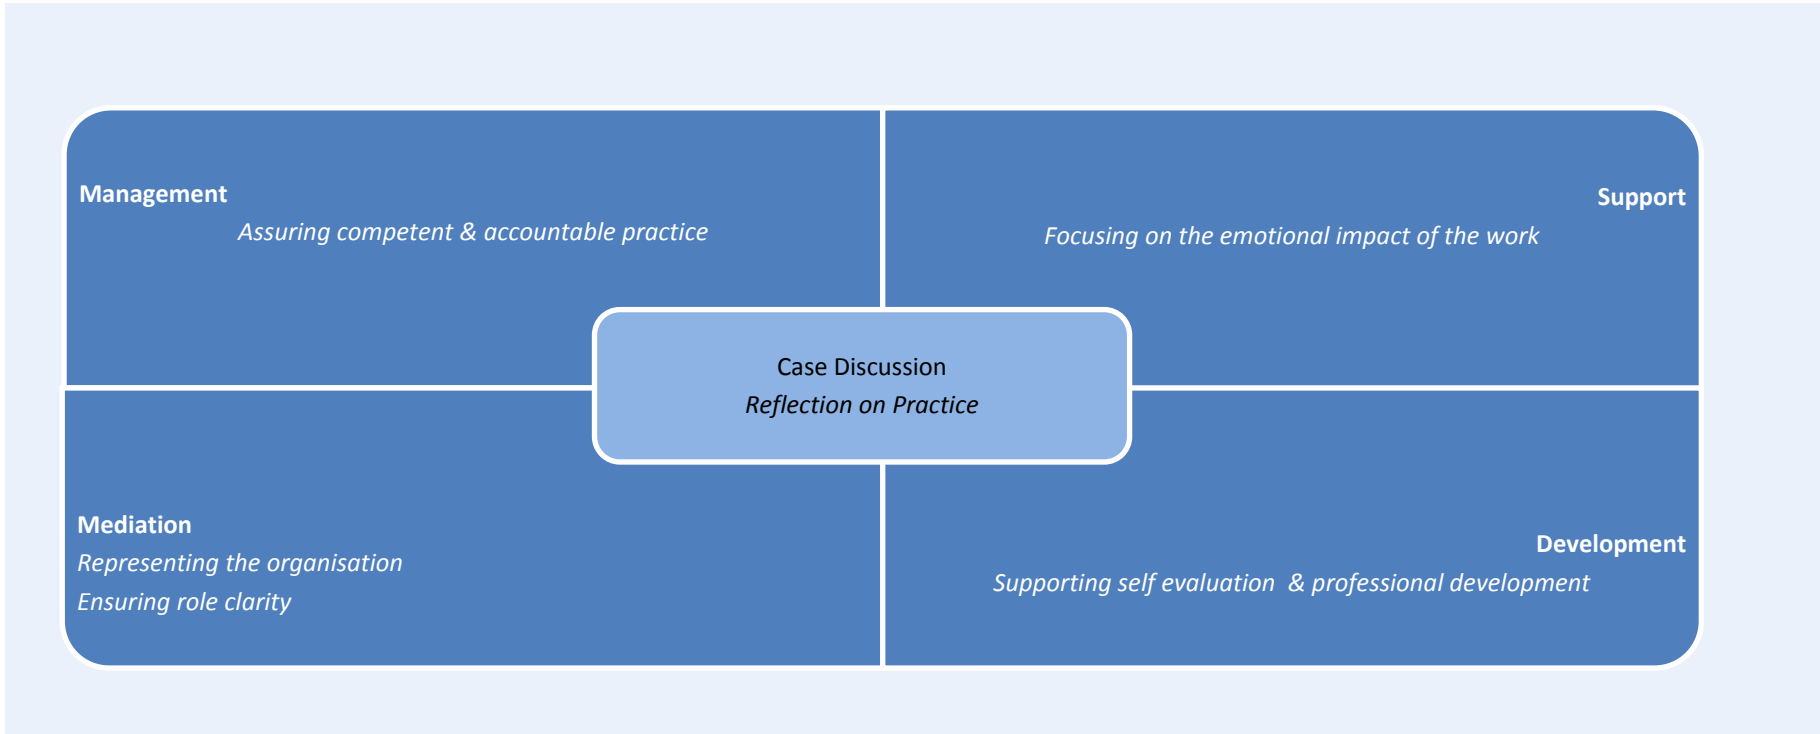 Management
Assuring competent & accountable practice
Support
Focusing on the emotional impact of the work
Case Discussion
Reflection on Practice
Mediation
Representing the organisation
Ensuring role clarity
Development
Supporting self evaluation  & professional development